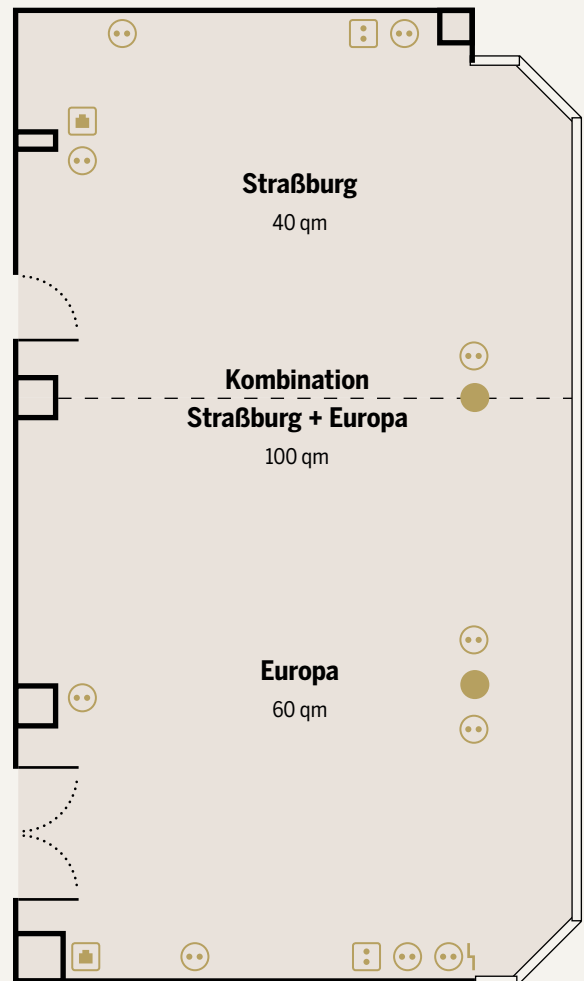 Straßburg
40 qm
Kombination
Straßburg + Europa
100 qm
Europa
60 qm